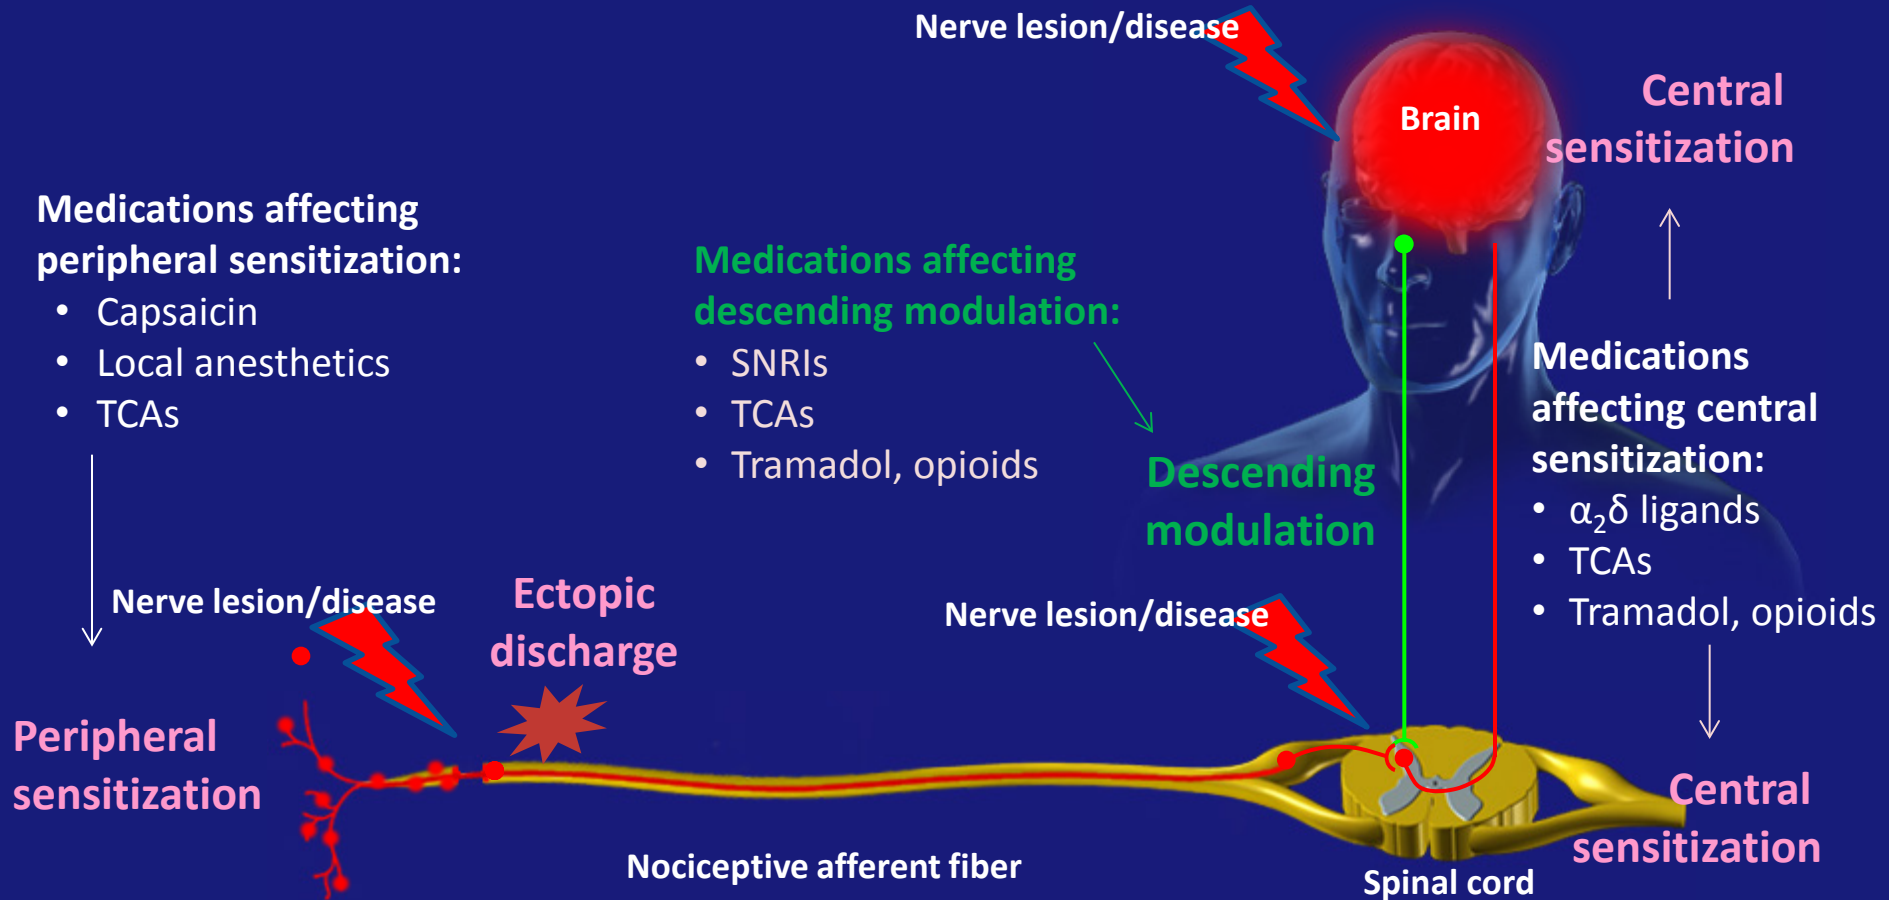 Nerve lesion/disease
Brain
Central
sensitization
Medications affecting
peripheral sensitization:
• Capsaicin
• Local anesthetics
• TCAs
Medications affecting
descending modulation:
• SNRIs
• TCAs
• Tramadol, opioids
Descending
modulation
Medications
affecting central
sensitization:
• α₂δ ligands
• TCAs
• Tramadol, opioids
Nerve lesion/disease
Ectopic
discharge
Nerve lesion/disease
Peripheral
sensitization
Central
sensitization
Nociceptive afferent fiber
Spinal cord